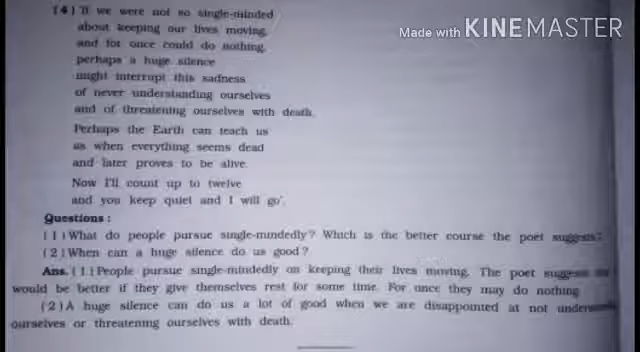 Made with KINEMASTER
(4) 'If we were not so single-minded
about keeping our lives moving,
and for once could do nothing,
perhaps a huge silence
might interrupt this sadness
of never understanding ourselves
and of threatening ourselves with death.
Perhaps the Earth can teach us
as when everything seems dead
and later proves to be alive.
Now I'll count up to twelve
and you keep quiet and I will go'.
Questions :
(1) What do people pursue single-mindedly? Which is the better course the poet suggests?
(2) When can a huge silence do us good?
Ans. (1) People pursue single-mindedly on keeping their lives moving. The poet suggests
would be better if they give themselves rest for some time. For once they may do nothing.
(2) A huge silence can do us a lot of good when we are disappointed at not understand
ourselves or threatening ourselves with death.